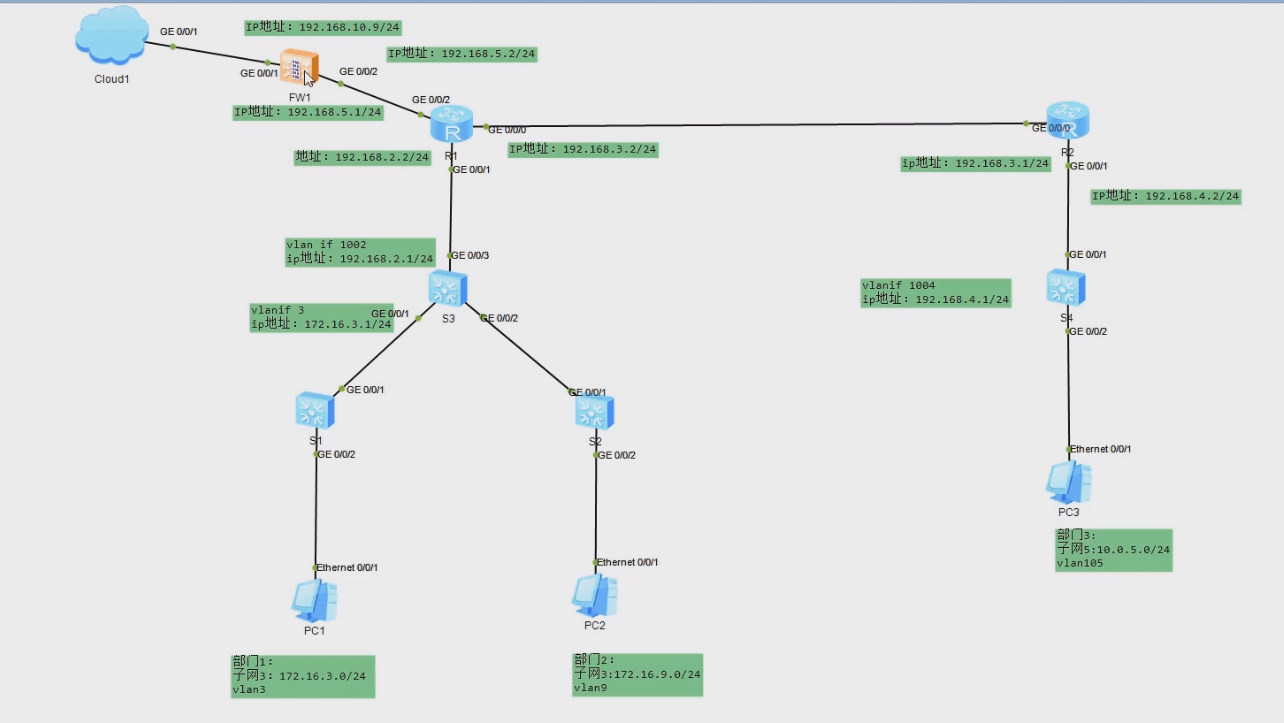 GE 0/0/1
Cloud1
IP地址: 192.168.10.9/24
GE 0/0/1
GE 0/0/2
FW1
IP地址: 192.168.5.2/24
IP地址: 192.168.5.1/24
GE 0/0/2
GE 0/0/0
R1
地址: 192.168.2.2/24
IP地址: 192.168.3.2/24
GE 0/0/1
GE 0/0/0
R2
ip地址: 192.168.3.1/24
GE 0/0/1
IP地址: 192.168.4.2/24
vlan if 1002
ip地址: 192.168.2.1/24
GE 0/0/3
GE 0/0/1
vlanif 3
ip地址: 172.16.3.1/24
GE 0/0/1
S3
GE 0/0/2
vlanif 1004
ip地址: 192.168.4.1/24
S4
GE 0/0/2
GE 0/0/1
GE 0/0/1
S1
S2
GE 0/0/2
GE 0/0/2
Ethernet 0/0/1
PC3
部门3:
子网5:10.0.5.0/24
vlan105
Ethernet 0/0/1
Ethernet 0/0/1
PC1
PC2
部门1:
子网3: 172.16.3.0/24
vlan3
部门2:
子网3:172.16.9.0/24
vlan9